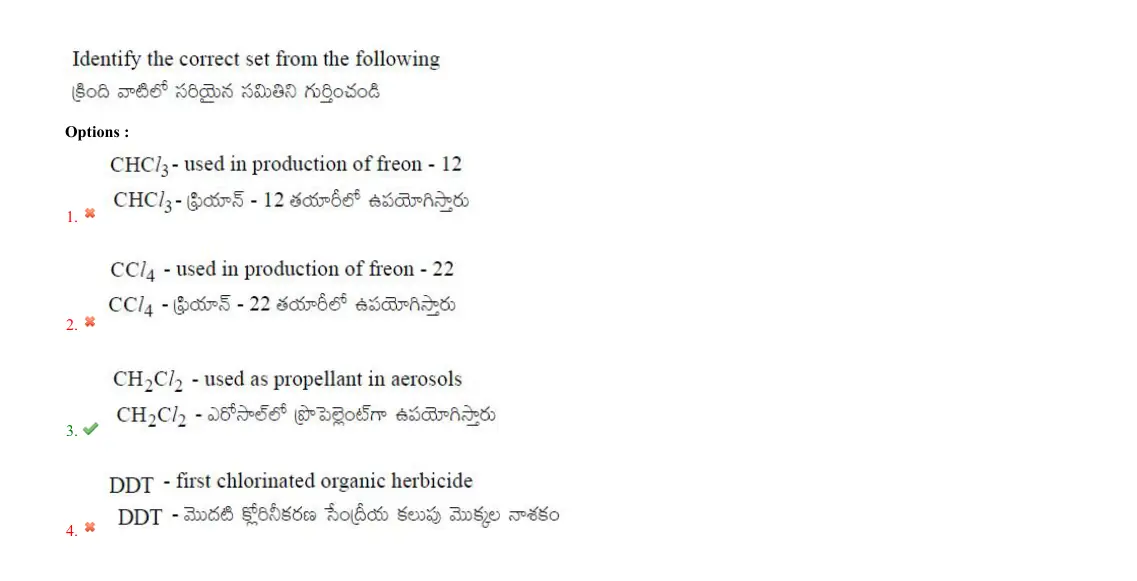 Identify the correct set from the following
క్రింది వాటిలో సరియైన సమితిని గుర్తించండి
Options :
CHCl3 - used in production of freon - 12
CHCl3 - ఫ్రియాన్ - 12 తయారీలో ఉపయోగిస్తారు
1.
CCl4 - used in production of freon - 22
CCl4 - ఫ్రియాన్ - 22 తయారీలో ఉపయోగిస్తారు
2.
CH2Cl2 - used as propellant in aerosols
CH2Cl2 - ఎరోసాల్‌లో ప్రొపెల్లెంట్‌గా ఉపయోగిస్తారు
3.
DDT - first chlorinated organic herbicide
DDT - మొదటి క్లోరినీకరణ సేంద్రీయ కలుపు మొక్కల నాశకం
4.